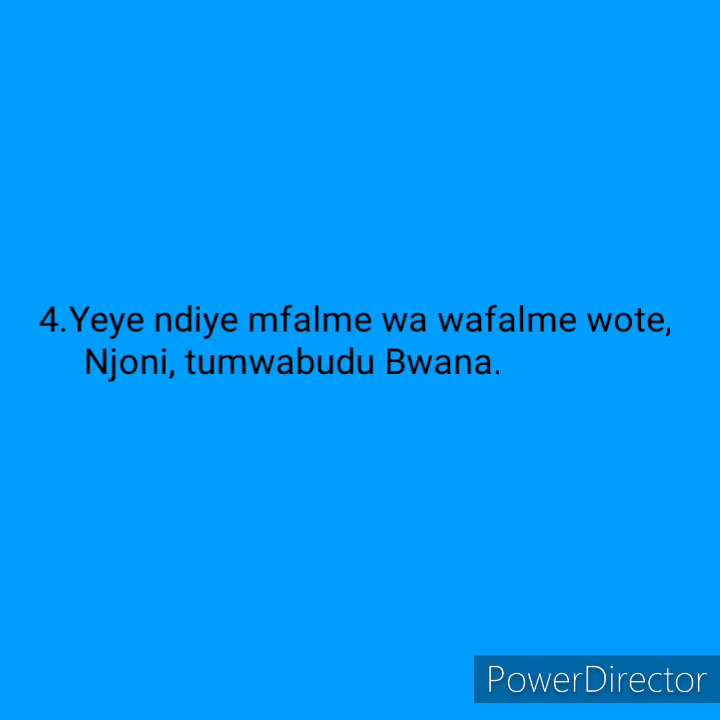 4.Yeye ndiye mfalme wa wafalme wote,
Njoni, tumwabudu Bwana.
PowerDirector